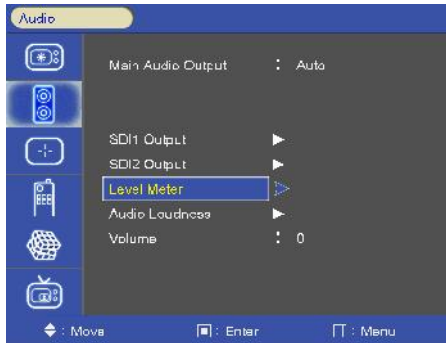 Audio
Main Audio Output : Auto
SDI1 Output ▶
SDI2 Output ▶
Level Meter ▷
Audio Loudness ▶
Volume : 0
: Move : Enter : Menu